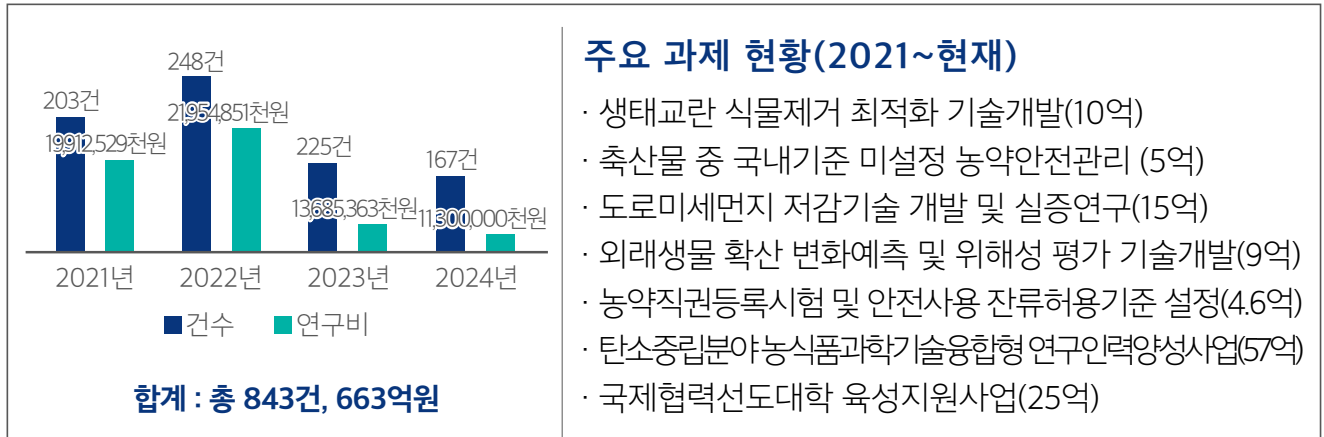 248건
203건
21,954,851천원
19,912,529천원
225건
167건
13,685,363천원
11,300,000천원
2021년 2022년 2023년 2024년
건수 연구비
합계 : 총 843건, 663억원
주요 과제 현황(2021~현재)
· 생태교란 식물제거 최적화 기술개발(10억)
· 축산물 중 국내기준 미설정 농약안전관리 (5억)
· 도로미세먼지 저감기술 개발 및 실증연구(15억)
· 외래생물 확산 변화예측 및 위해성 평가 기술개발(9억)
· 농약직권등록시험 및 안전사용 잔류허용기준 설정(4.6억)
· 탄소중립분야 농식품과학기술융합형 연구인력양성사업(57억)
· 국제협력선도대학 육성지원사업(25억)